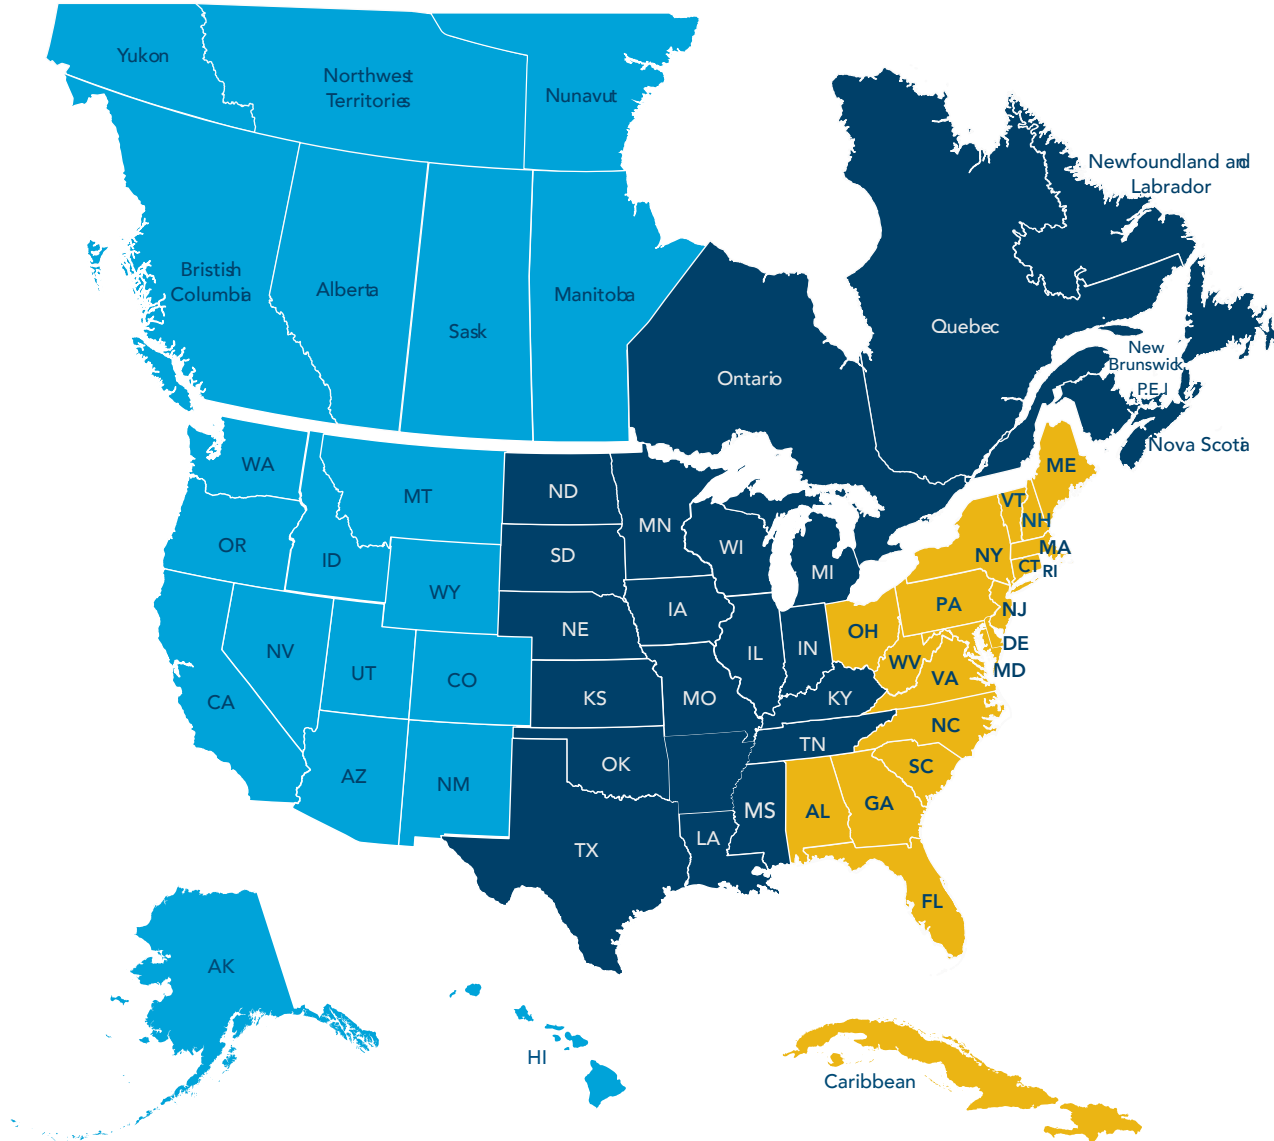 Yukon
Northwest
Territories
Nunavut
Newfoundland and
Labrador
Bristish
Columbia
Alberta
Sask
Manitoba
Ontario
Quebec
New
Brunswick
P.E.I
Nova Scotia
WA
MT
ND
MN
ME
OR
ID
SD
WI
MI
VT
NH
NY
MA
CT
RI
WY
IA
NE
PA
NJ
OH
NV
UT
CO
IL
IN
WV
DE
MD
VA
CA
KS
MO
KY
NC
AZ
NM
OK
TN
SC
MS
AL
GA
TX
LA
FL
AK
HI
Caribbean